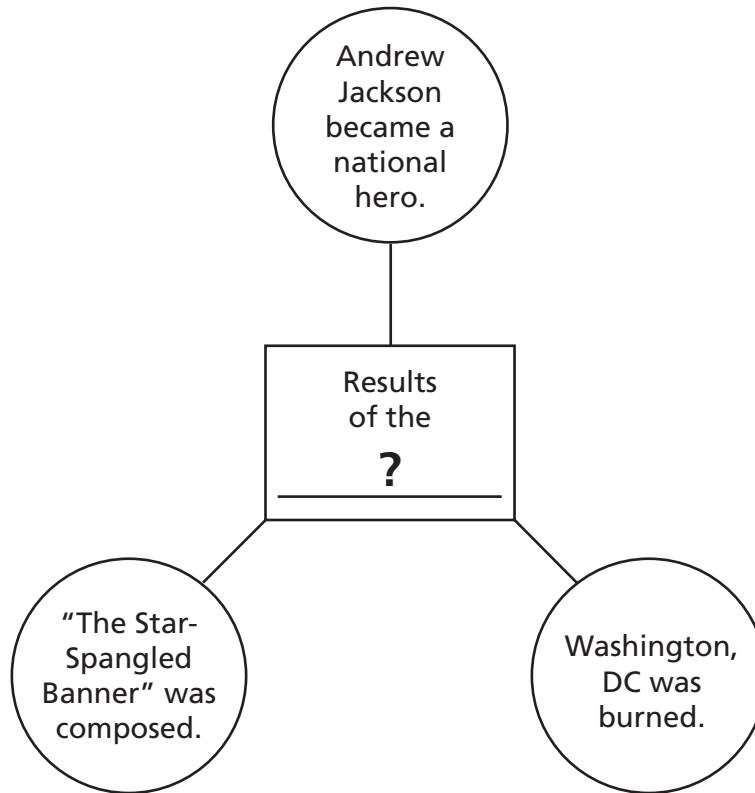 Andrew
Jackson
became a
national
hero.
Results
of the
?
"The Star-
Spangled
Banner" was
composed.
Washington,
DC was
burned.